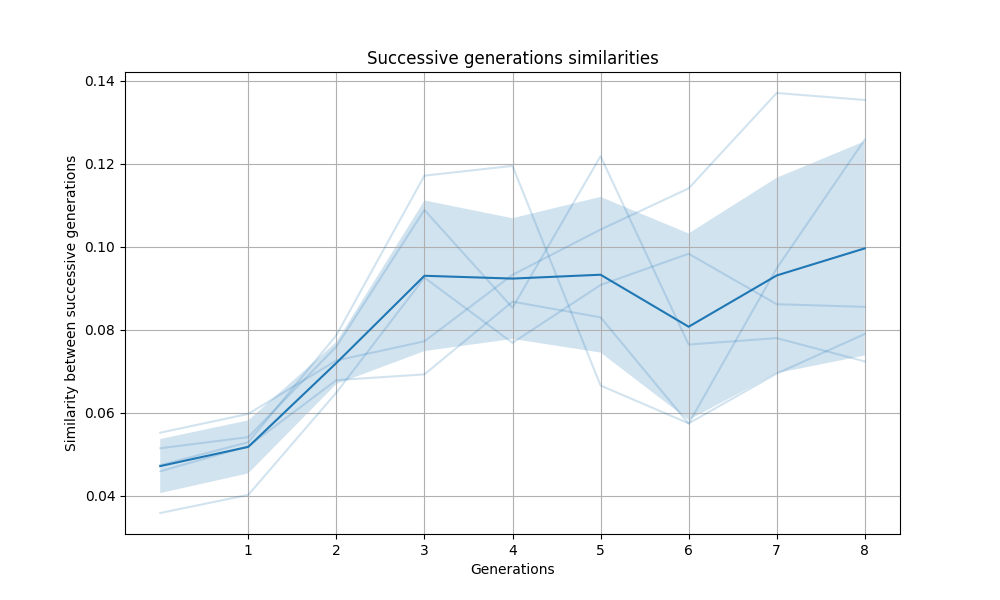 Successive generations similarities
0.14
0.12
0.10
0.08
0.06
0.04
Similarity between successive generations
1 2 3 4 5 6 7 8
Generations